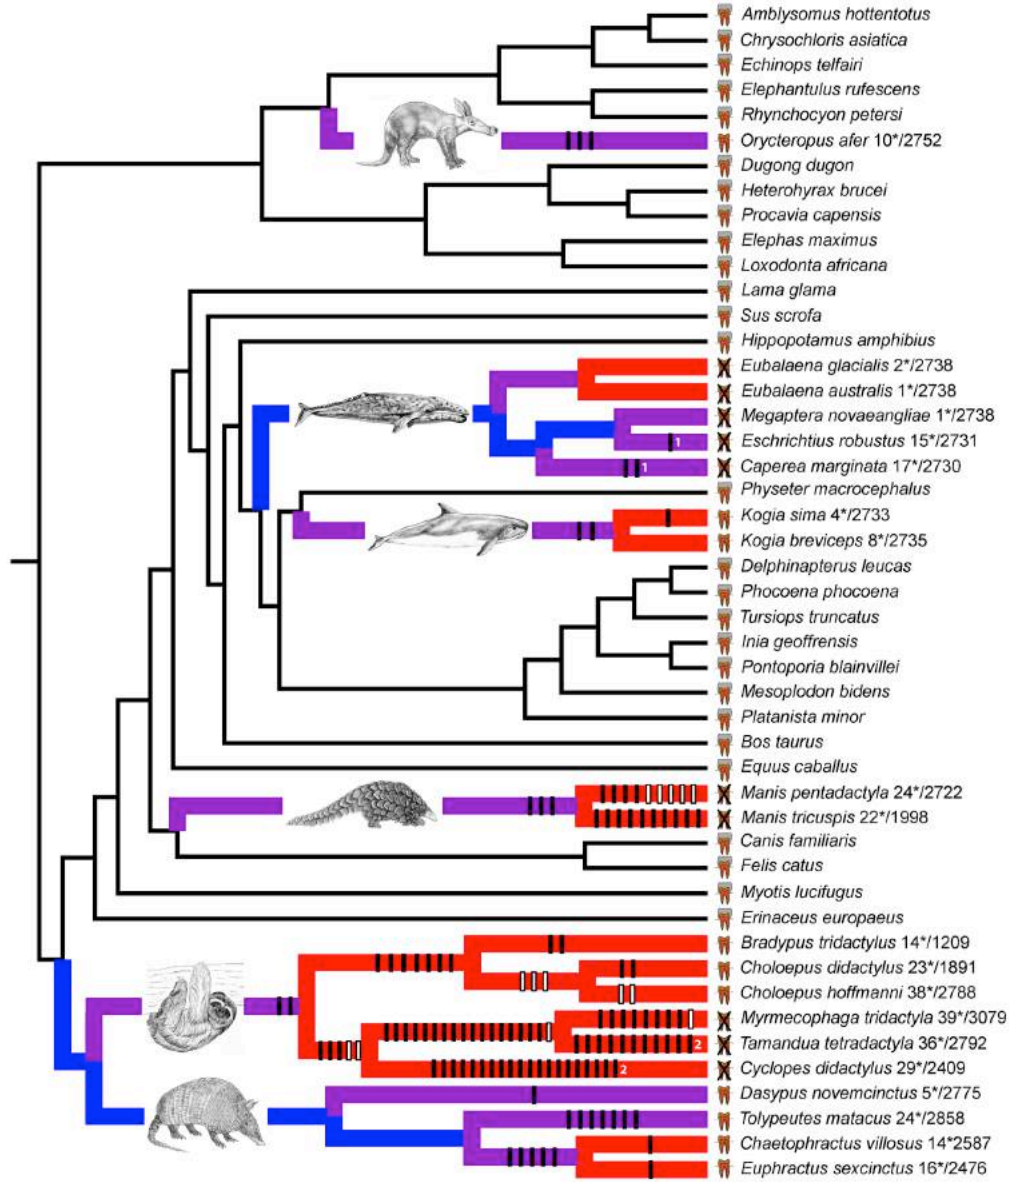 Amblysomus hottentotus
Chrysochloris asiatica
Echinops telfairi
Elephantulus rufescens
Rhynchocyon petersi
Orycteropus afer 10*/2752
Dugong dugon
Heterohyrax brucei
Procavia capensis
Elephas maximus
Loxodonta africana
Lama glama
Sus scrofa
Hippopotamus amphibius
Eubalaena glacialis 2*/2738
Eubalaena australis 1*/2738
Megaptera novaeangliae 1*/2738
1 Eschrichtius robustus 15*/2731
1 Caperea marginata 17*/2730
Physeter macrocephalus
Kogia sima 4*/2733
Kogia breviceps 8*/2735
Delphinapterus leucas
Phocoena phocoena
Tursiops truncatus
Inia geoffrensis
Pontoporia blainvillei
Mesoplodon bidens
Platanista minor
Bos taurus
Equus caballus
Manis pentadactyla 24*/2722
Manis tricuspis 22*/1998
Canis familiaris
Felis catus
Myotis lucifugus
Erinaceus europaeus
Bradypus tridactylus 14*/1209
Choloepus didactylus 23*/1891
Choloepus hoffmanni 38*/2788
Myrmecophaga tridactyla 39*/3079
2 Tamandua tetradactyla 36*/2792
2 Cyclopes didactylus 29*/2409
Dasypus novemcinctus 5*/2775
Tolypeutes matacus 24*/2858
Chaetophractus villosus 14*2587
Euphractus sexcinctus 16*/2476